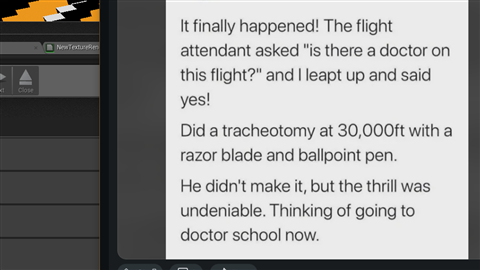 It finally happened! The flight
attendant asked "is there a doctor on
this flight?" and I leapt up and said
yes!
Did a tracheotomy at 30,000ft with a
razor blade and ballpoint pen.
He didn't make it, but the thrill was
undeniable. Thinking of going to
doctor school now.
NewTextureRen
Close